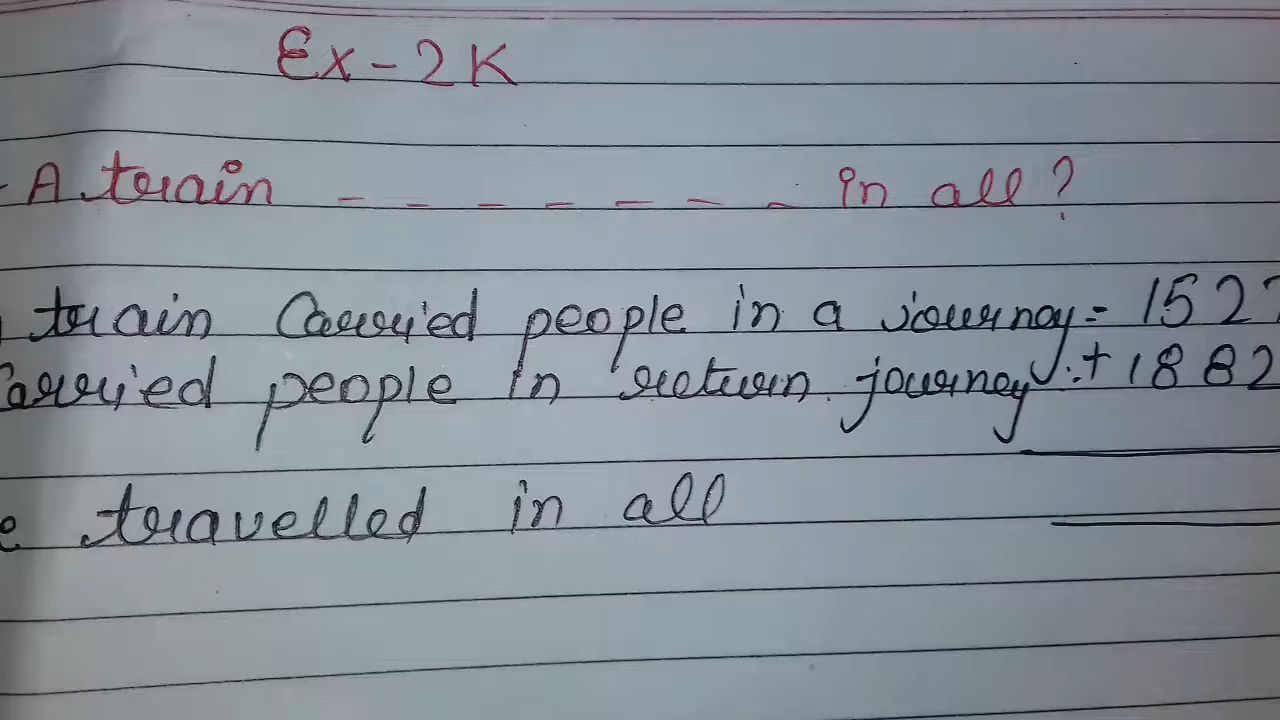 Ex-2K
A train - - - - - - - in all?
train Carried people in a journey = 152
Carried people in return journey :+ 1882
travelled in all